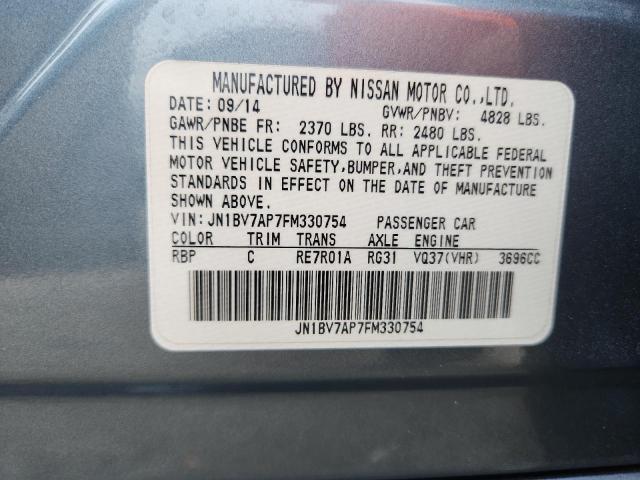 MANUFACTURED BY NISSAN MOTOR CO.,LTD.
DATE: 09/14 GVWR/PNBV: 4828 LBS.
GAWR/PNBE FR: 2370 LBS. RR: 2480 LBS.
THIS VEHICLE CONFORMS TO ALL APPLICABLE FEDERAL
MOTOR VEHICLE SAFETY,BUMPER,AND THEFT PREVENTION
STANDARDS IN EFFECT ON THE DATE OF MANUFACTURE
SHOWN ABOVE.
VIN: JN1BV7AP7FM330754 PASSENGER CAR
COLOR TRIM TRANS AXLE ENGINE
RBP C RE7R01A RG31 VQ37(VHR) 3696CC
JN1BV7AP7FM330754